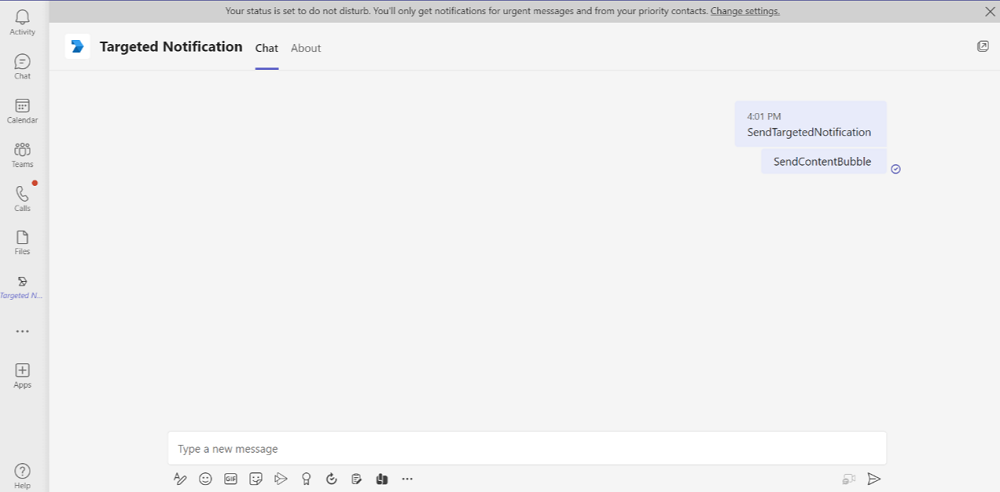 Your status is set to do not disturb. You'll only get notifications for urgent messages and from your priority contacts. Change settings.
Activity
Chat
Calendar
Teams
Calls
Files
Targeted N...
Apps
Help
Targeted Notification Chat About
4:01 PM
SendTargetedNotification
SendContentBubble
Type a new message
GIF